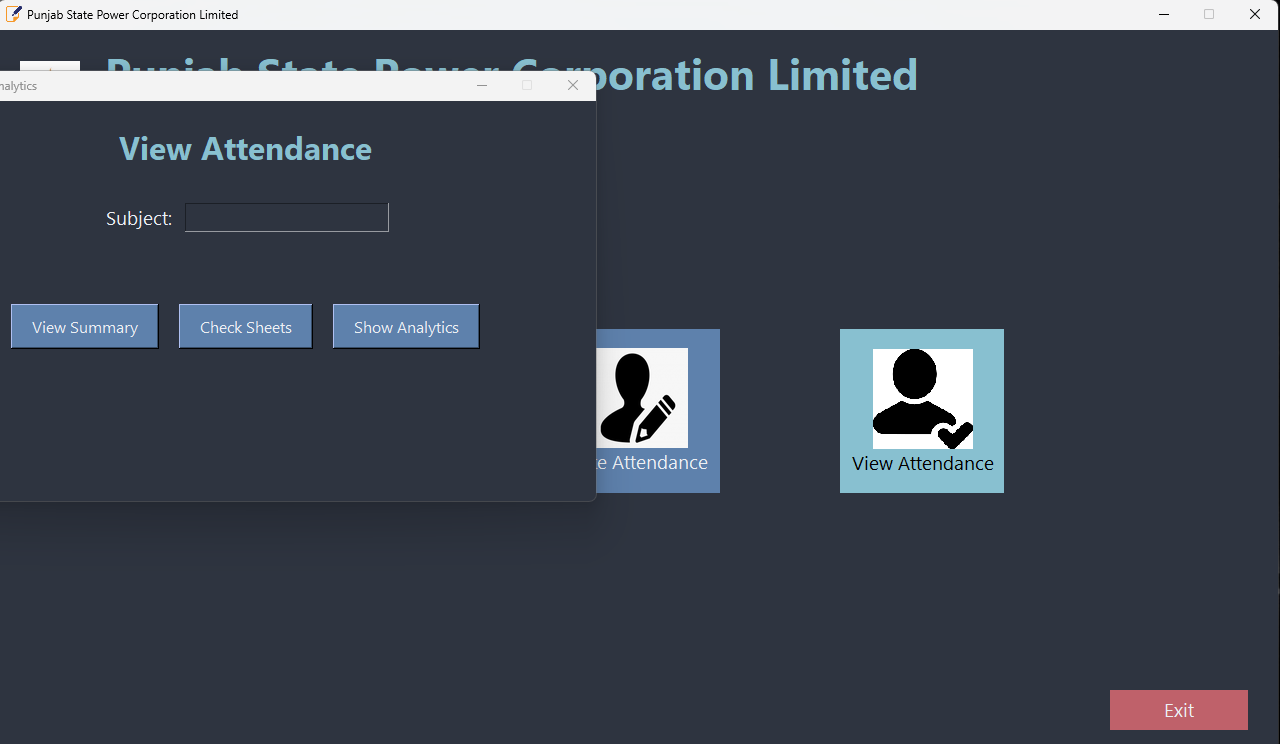 Punjab State Power Corporation Limited
Punjab State Power Corporation Limited
View Attendance
Subject:
View Summary
Check Sheets
Show Analytics
Attendance
View Attendance
Exit